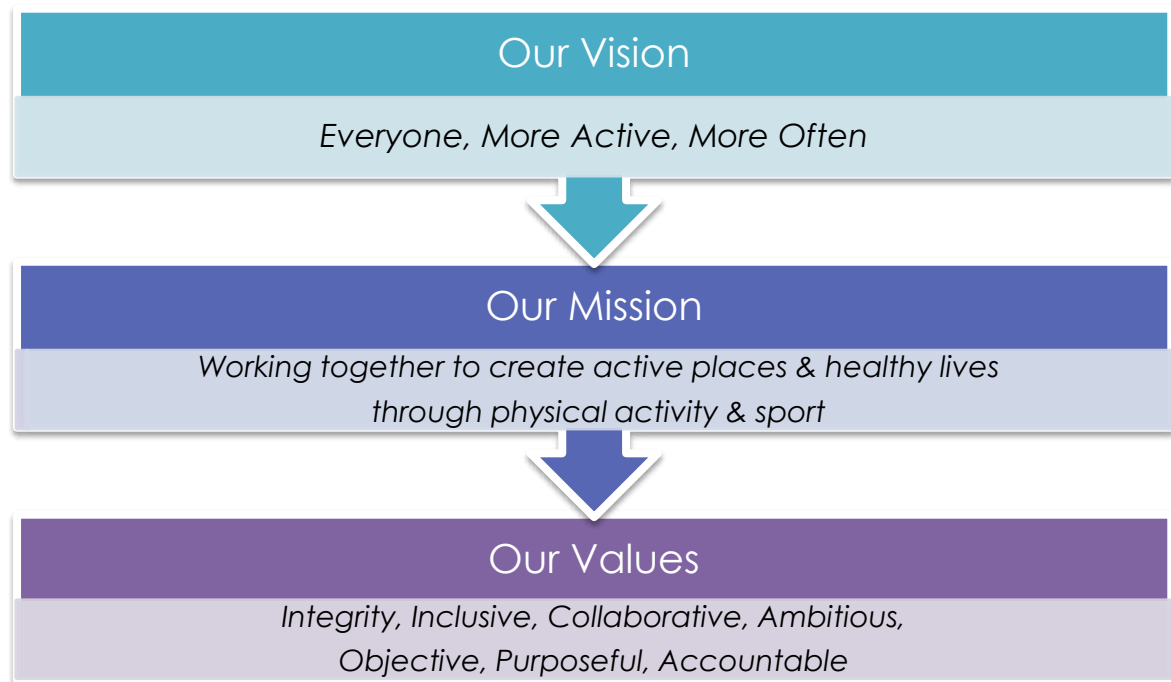 Our Vision
Everyone, More Active, More Often
Our Mission
Working together to create active places & healthy lives
through physical activity & sport
Our Values
Integrity, Inclusive, Collaborative, Ambitious,
Objective, Purposeful, Accountable